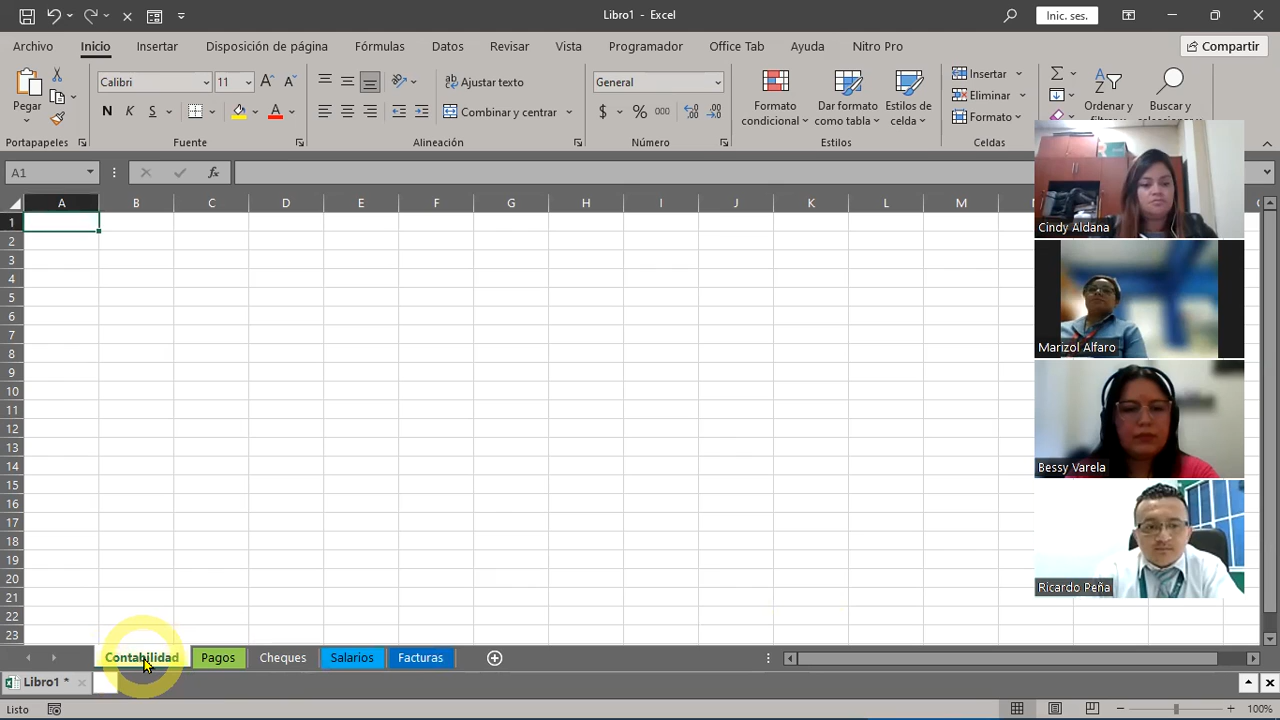 Libro1 - Excel
Inic. ses.
Archivo Inicio Insertar Disposición de página Fórmulas Datos Revisar Vista Programador Office Tab Ayuda Nitro Pro Compartir
Pegar
Portapapeles
Calibri 11
N K S
Fuente
Ajustar texto
Combinar y centrar
Alineación
General
$ % 000
Número
Formato condicional
Dar formato como tabla
Estilos de celda
Estilos
Insertar
Eliminar
Formato
Celdas
Ordenar y filtrar
Buscar y seleccionar
A1 fx
A B C D E F G H I J K L M
1
2
3
4
5
6
7
8
9
10
11
12
13
14
15
16
17
18
19
20
21
22
23
Cindy Aldana
Marizol Alfaro
Bessy Varela
Ricardo Peña
Contabilidad Pagos Cheques Salarios Facturas
Libro1 *
Listo 100%